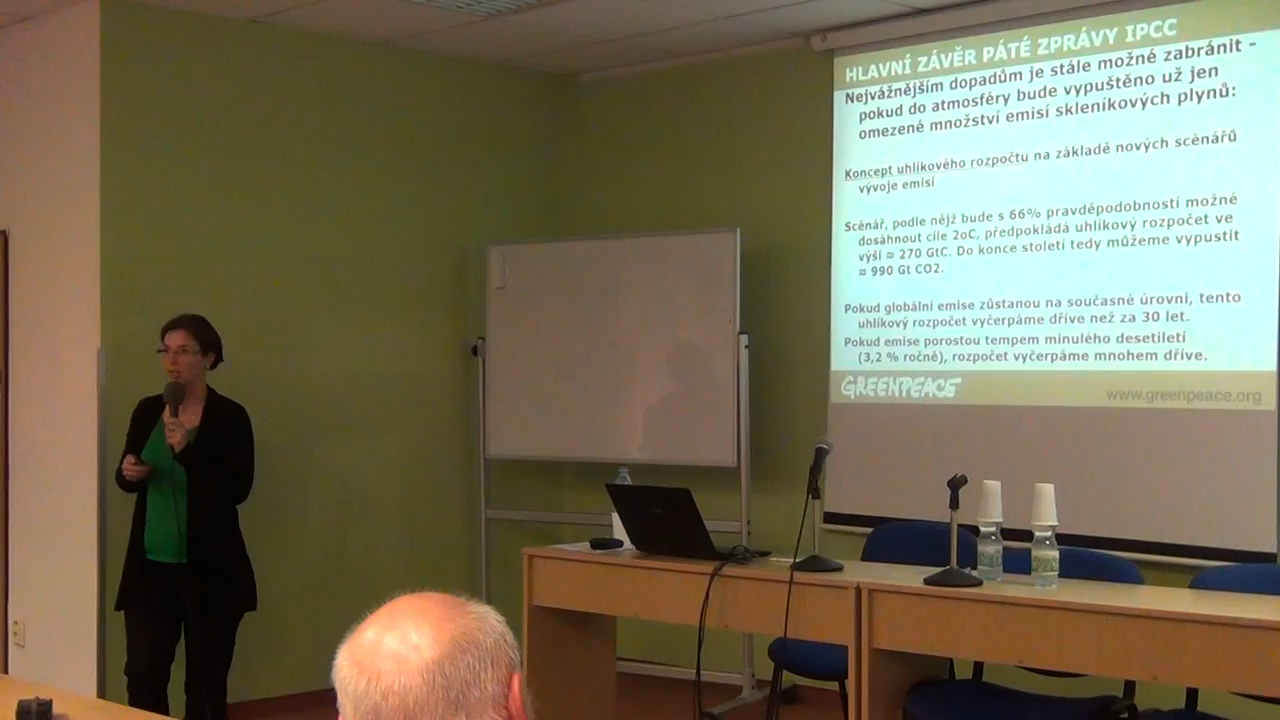 HLAVNÍ ZÁVĚR PÁTÉ ZPRÁVY IPCC
Nejvážnějším dopadům je stále možné zabránit -
pokud do atmosféry bude vypuštěno už jen
omezené množství emisí skleníkových plynů:
Koncept uhlíkového rozpočtu na základě nových scénářů
vývoje emisí
Scénář, podle nějž bude s 66% pravděpodobností možné
dosáhnout cíle 2oC, předpokládá uhlíkový rozpočet ve
výši ≈ 270 GtC. Do konce století tedy můžeme vypustit
≈ 990 Gt CO2.
Pokud globální emise zůstanou na současné úrovni, tento
uhlíkový rozpočet vyčerpáme dříve než za 30 let.
Pokud emise porostou tempem minulého desetiletí
(3,2 % ročně), rozpočet vyčerpáme mnohem dříve.
GREENPEACE
www.greenpeace.org